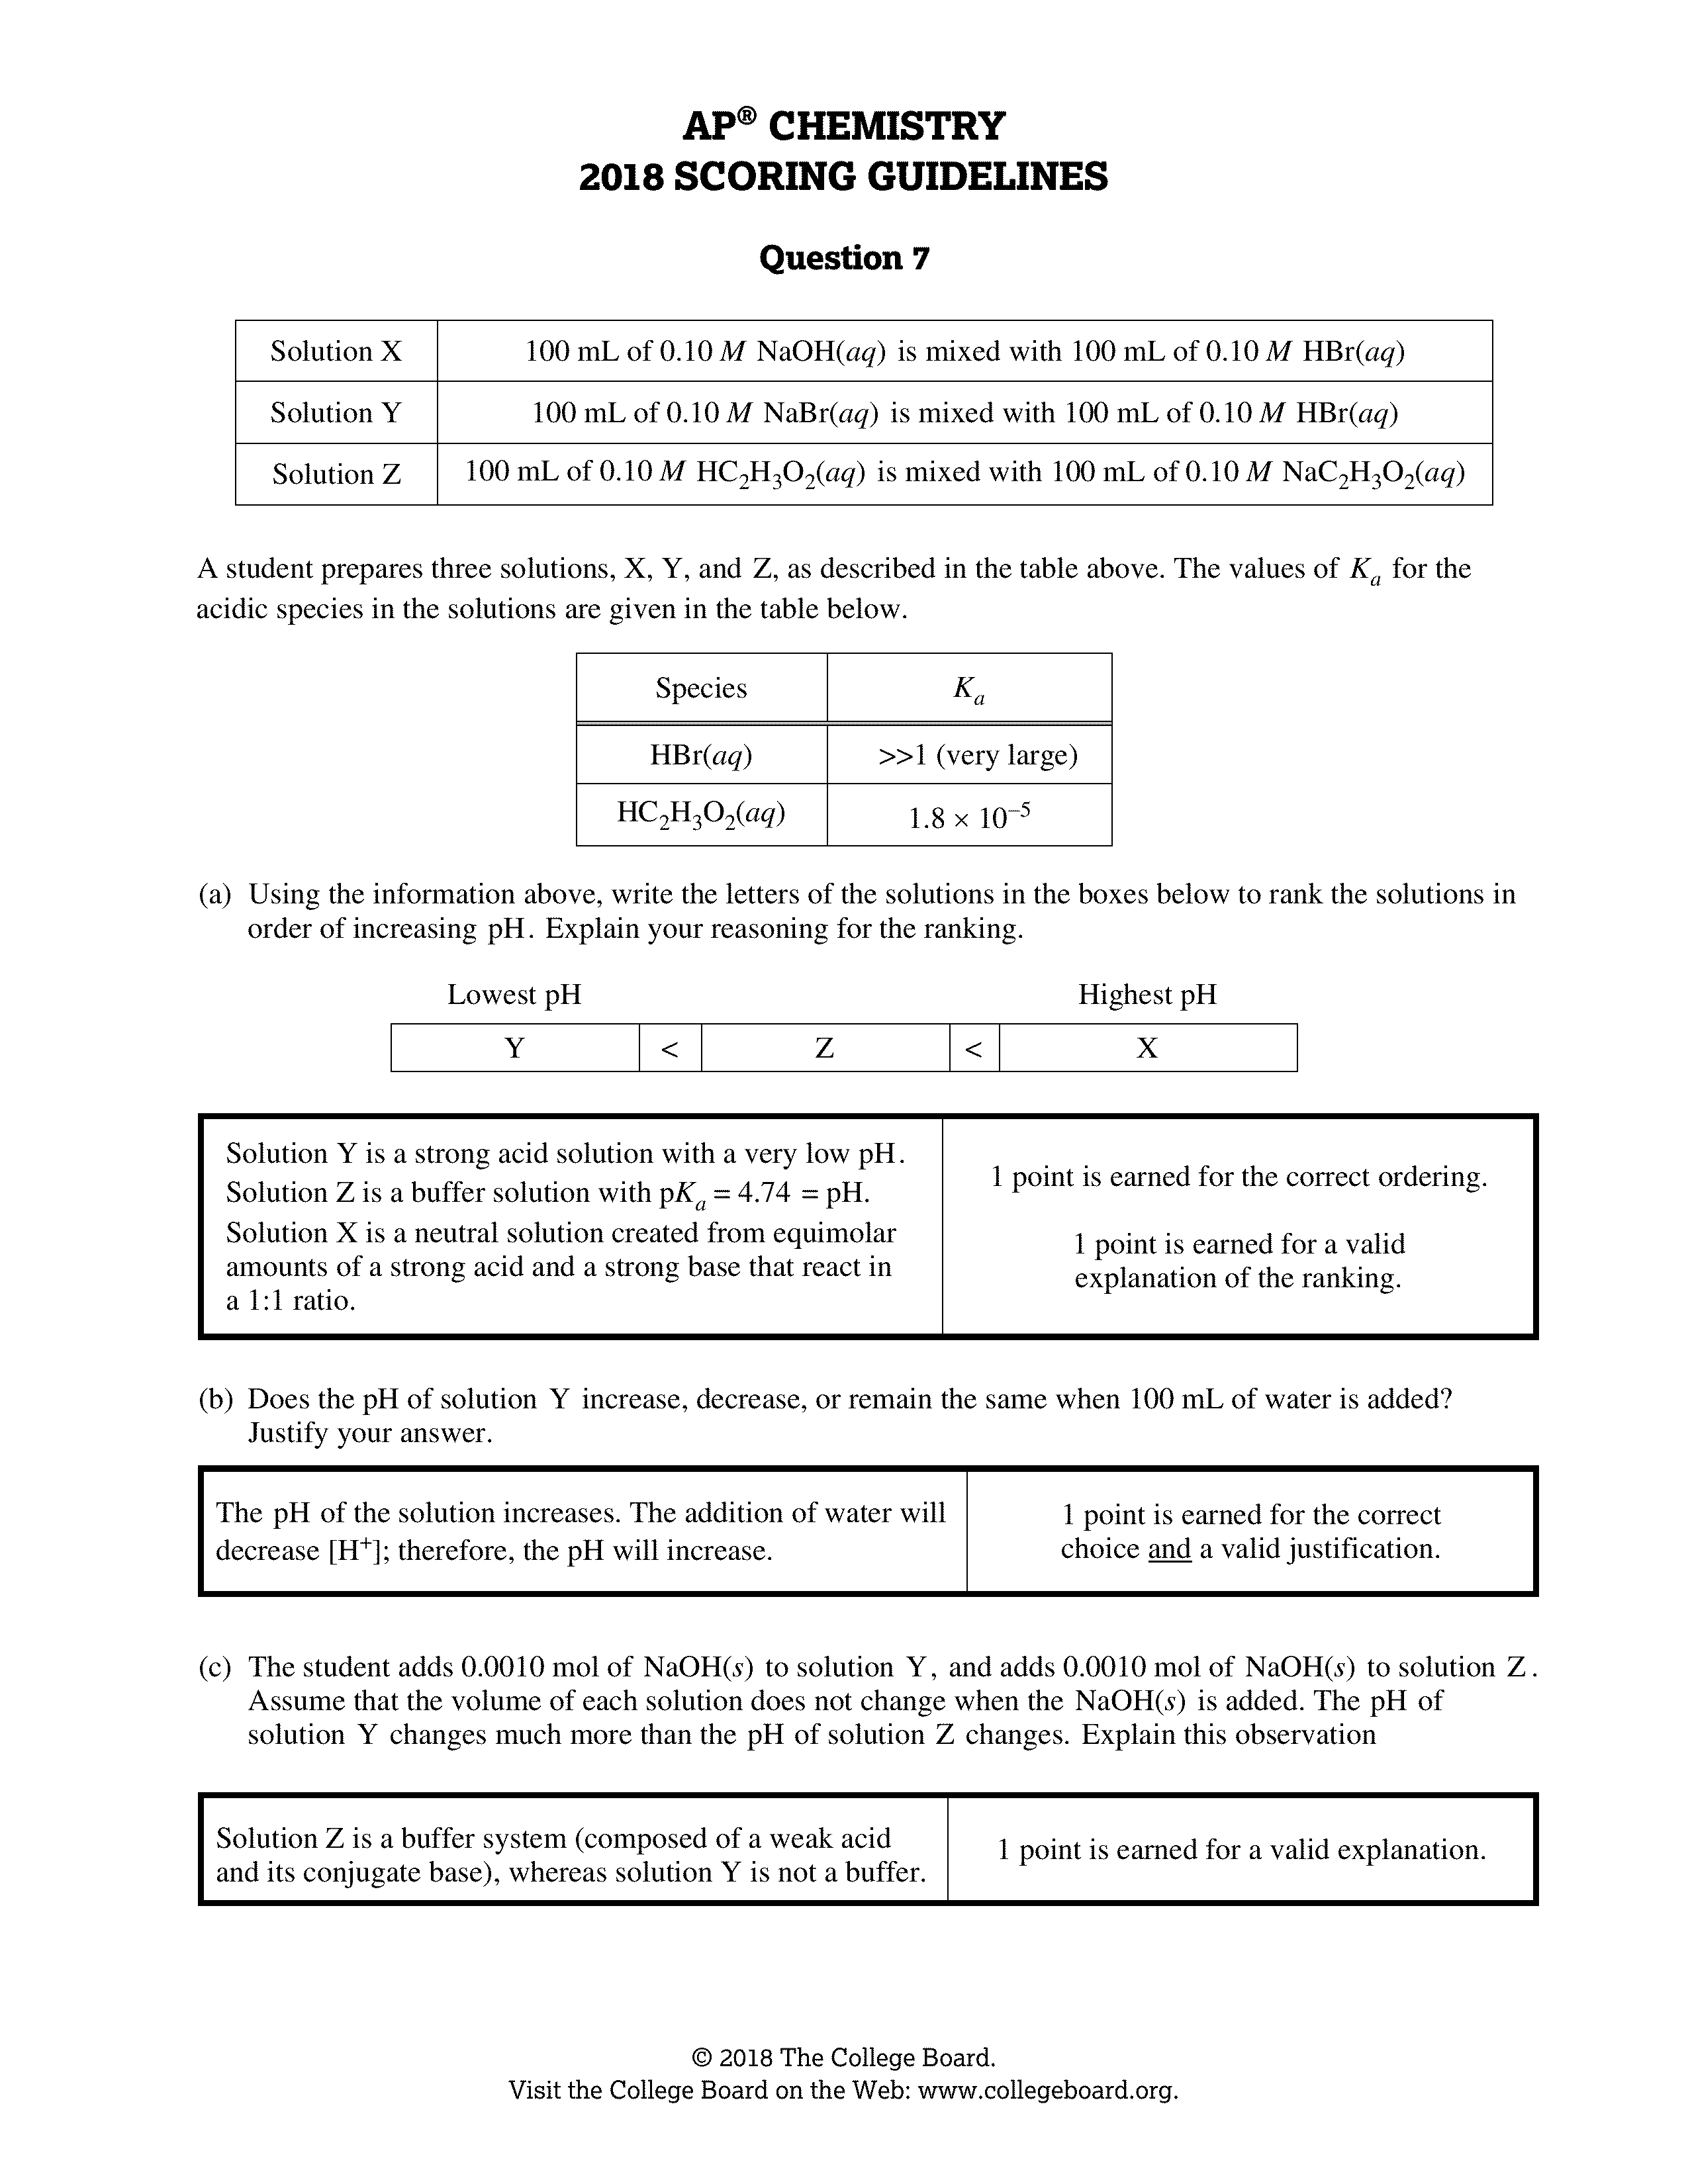 AP® CHEMISTRY
2018 SCORING GUIDELINES
Question 7
Solution X 100 mL of 0.10 M NaOH(aq) is mixed with 100 mL of 0.10 M HBr(aq)
Solution Y 100 mL of 0.10 M NaBr(aq) is mixed with 100 mL of 0.10 M HBr(aq)
Solution Z 100 mL of 0.10 M HC₂H₃O₂(aq) is mixed with 100 mL of 0.10 M NaC₂H₃O₂(aq)
A student prepares three solutions, X, Y, and Z, as described in the table above. The values of Kₐ for the
acidic species in the solutions are given in the table below.
Species Kₐ
HBr(aq) >>1 (very large)
HC₂H₃O₂(aq) 1.8 × 10⁻⁵
(a) Using the information above, write the letters of the solutions in the boxes below to rank the solutions in
order of increasing pH. Explain your reasoning for the ranking.
Lowest pH Highest pH
Y < Z < X
Solution Y is a strong acid solution with a very low pH.
Solution Z is a buffer solution with pKₐ = 4.74 = pH.
Solution X is a neutral solution created from equimolar
amounts of a strong acid and a strong base that react in
a 1:1 ratio.
1 point is earned for the correct ordering.
1 point is earned for a valid
explanation of the ranking.
(b) Does the pH of solution Y increase, decrease, or remain the same when 100 mL of water is added?
Justify your answer.
The pH of the solution increases. The addition of water will
decrease [H⁺]; therefore, the pH will increase.
1 point is earned for the correct
choice and a valid justification.
(c) The student adds 0.0010 mol of NaOH(s) to solution Y, and adds 0.0010 mol of NaOH(s) to solution Z.
Assume that the volume of each solution does not change when the NaOH(s) is added. The pH of
solution Y changes much more than the pH of solution Z changes. Explain this observation
Solution Z is a buffer system (composed of a weak acid
and its conjugate base), whereas solution Y is not a buffer.
1 point is earned for a valid explanation.
© 2018 The College Board.
Visit the College Board on the Web: www.collegeboard.org.